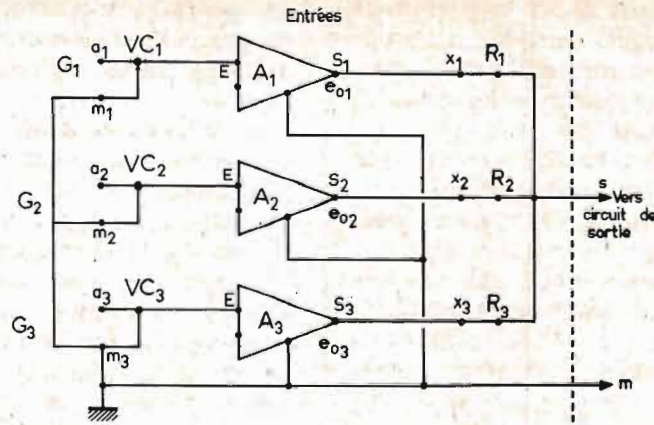 Entrées
G₁ a₁ VC₁ E A₁ S₁ x₁ R₁
m₁ e₀₁
G₂ a₂ VC₂ E A₂ S₂ x₂ R₂ s Vers
m₂ e₀₂ circuit de
sortie
G₃ a₃ VC₃ E A₃ S₃ x₃ R₃
m₃ e₀₃
m